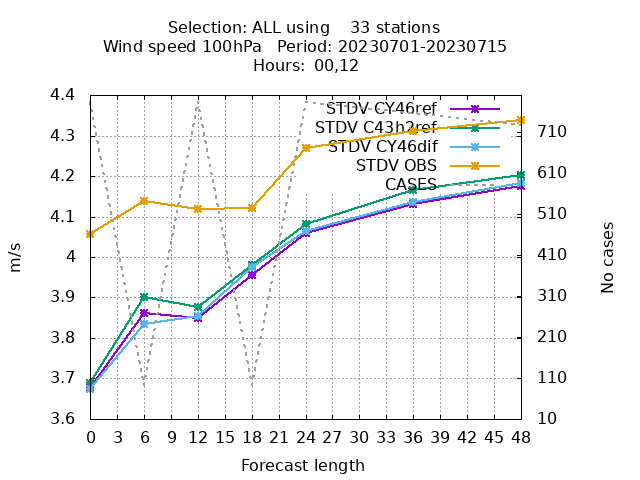 Selection: ALL using    33 stations
Wind speed 100hPa   Period: 20230701-20230715
Hours:  00,12
4.4
4.3
4.2
4.1
4
3.9
3.8
3.7
3.6
m/s
STDV CY46ref
STDV C43h2ref
STDV CY46dif
STDV OBS
CASES
710
610
510
410
310
210
110
10
No cases
0 3 6 9 12 15 18 21 24 27 30 33 36 39 42 45 48
Forecast length